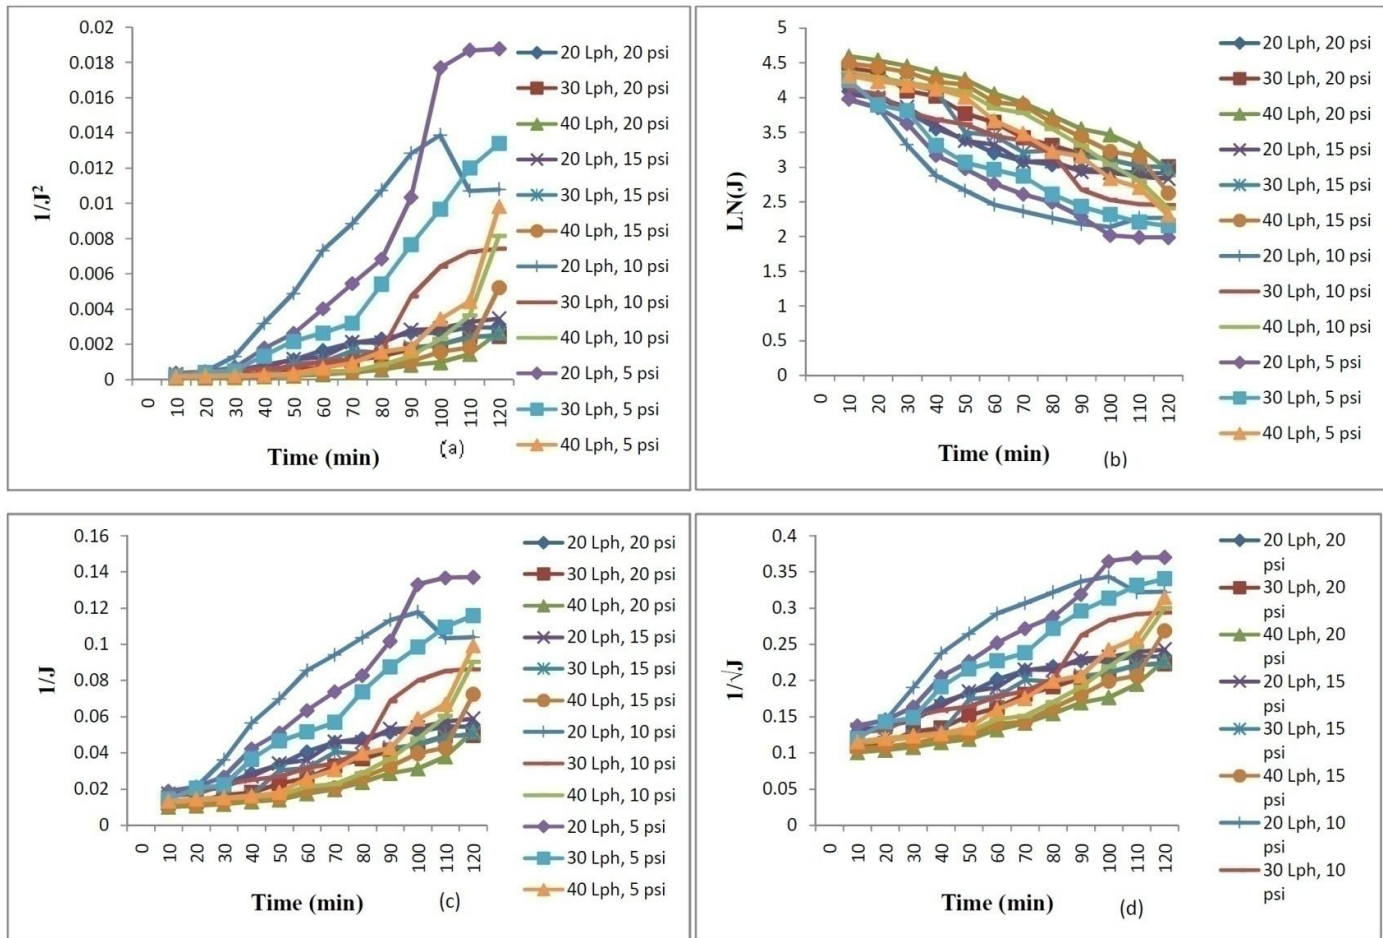 0.02
0.018
0.016
0.014
0.012
0.01
0.008
0.006
0.004
0.002
0
1/J²
0 10 20 30 40 50 60 70 80 90 100 110 120
Time (min)
(a)
20 Lph, 20 psi
30 Lph, 20 psi
40 Lph, 20 psi
20 Lph, 15 psi
30 Lph, 15 psi
40 Lph, 15 psi
20 Lph, 10 psi
30 Lph, 10 psi
40 Lph, 10 psi
20 Lph, 5 psi
30 Lph, 5 psi
40 Lph, 5 psi
5
4.5
4
3.5
3
2.5
2
1.5
1
0.5
0
LN(J)
0 10 20 30 40 50 60 70 80 90 100 110 120
Time (min)
(b)
20 Lph, 20 psi
30 Lph, 20 psi
40 Lph, 20 psi
20 Lph, 15 psi
30 Lph, 15 psi
40 Lph, 15 psi
20 Lph, 10 psi
30 Lph, 10 psi
40 Lph, 10 psi
20 Lph, 5 psi
30 Lph, 5 psi
40 Lph, 5 psi
0.16
0.14
0.12
0.1
0.08
0.06
0.04
0.02
0
1/J
0 10 20 30 40 50 60 70 80 90 100 110 120
Time (min)
(c)
20 Lph, 20 psi
30 Lph, 20 psi
40 Lph, 20 psi
20 Lph, 15 psi
30 Lph, 15 psi
40 Lph, 15 psi
20 Lph, 10 psi
30 Lph, 10 psi
40 Lph, 10 psi
20 Lph, 5 psi
30 Lph, 5 psi
40 Lph, 5 psi
0.4
0.35
0.3
0.25
0.2
0.15
0.1
0.05
0
1/√J
0 10 20 30 40 50 60 70 80 90 100 110 120
Time (min)
(d)
20 Lph, 20
psi
30 Lph, 20
psi
40 Lph, 20
psi
20 Lph, 15
psi
30 Lph, 15
psi
40 Lph, 15
psi
20 Lph, 10
psi
30 Lph, 10
psi